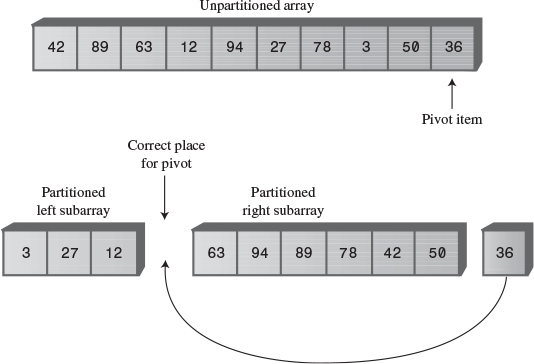 Unpartitioned array
42 89 63 12 94 27 78 3 50 36
Pivot item
Correct place
for pivot
Partitioned
left subarray
Partitioned
right subarray
3 27 12
63 94 89 78 42 50
36